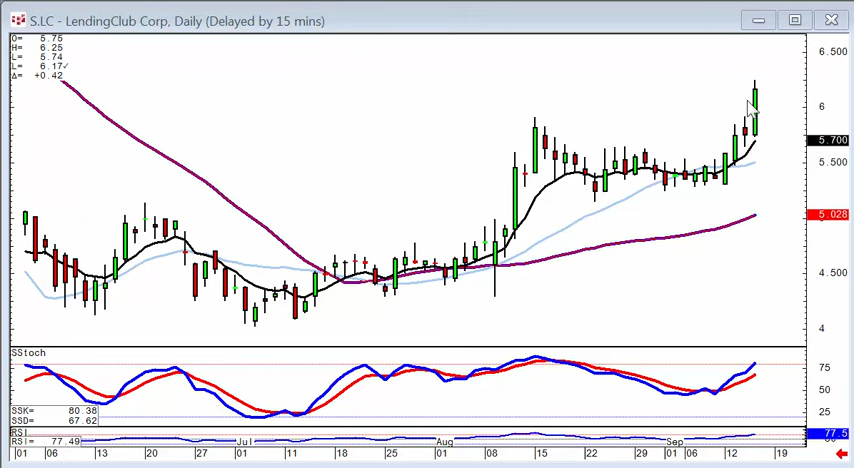 S.LC - LendingClub Corp, Daily (Delayed by 15 mins)
O= 5.75
H= 6.25
L= 5.74
L= 6.17✓
Δ= +0.42
6.500
6
5.700
5.500
5.028
4.500
4
SStoch
75
50
25
SSK= 80.38
SSD= 67.62
RSI
RSI= 77.49
77.5
01 06 13 20 27 Jul 11 18 25 Aug 01 08 15 22 29 Sep 01 06 12 19